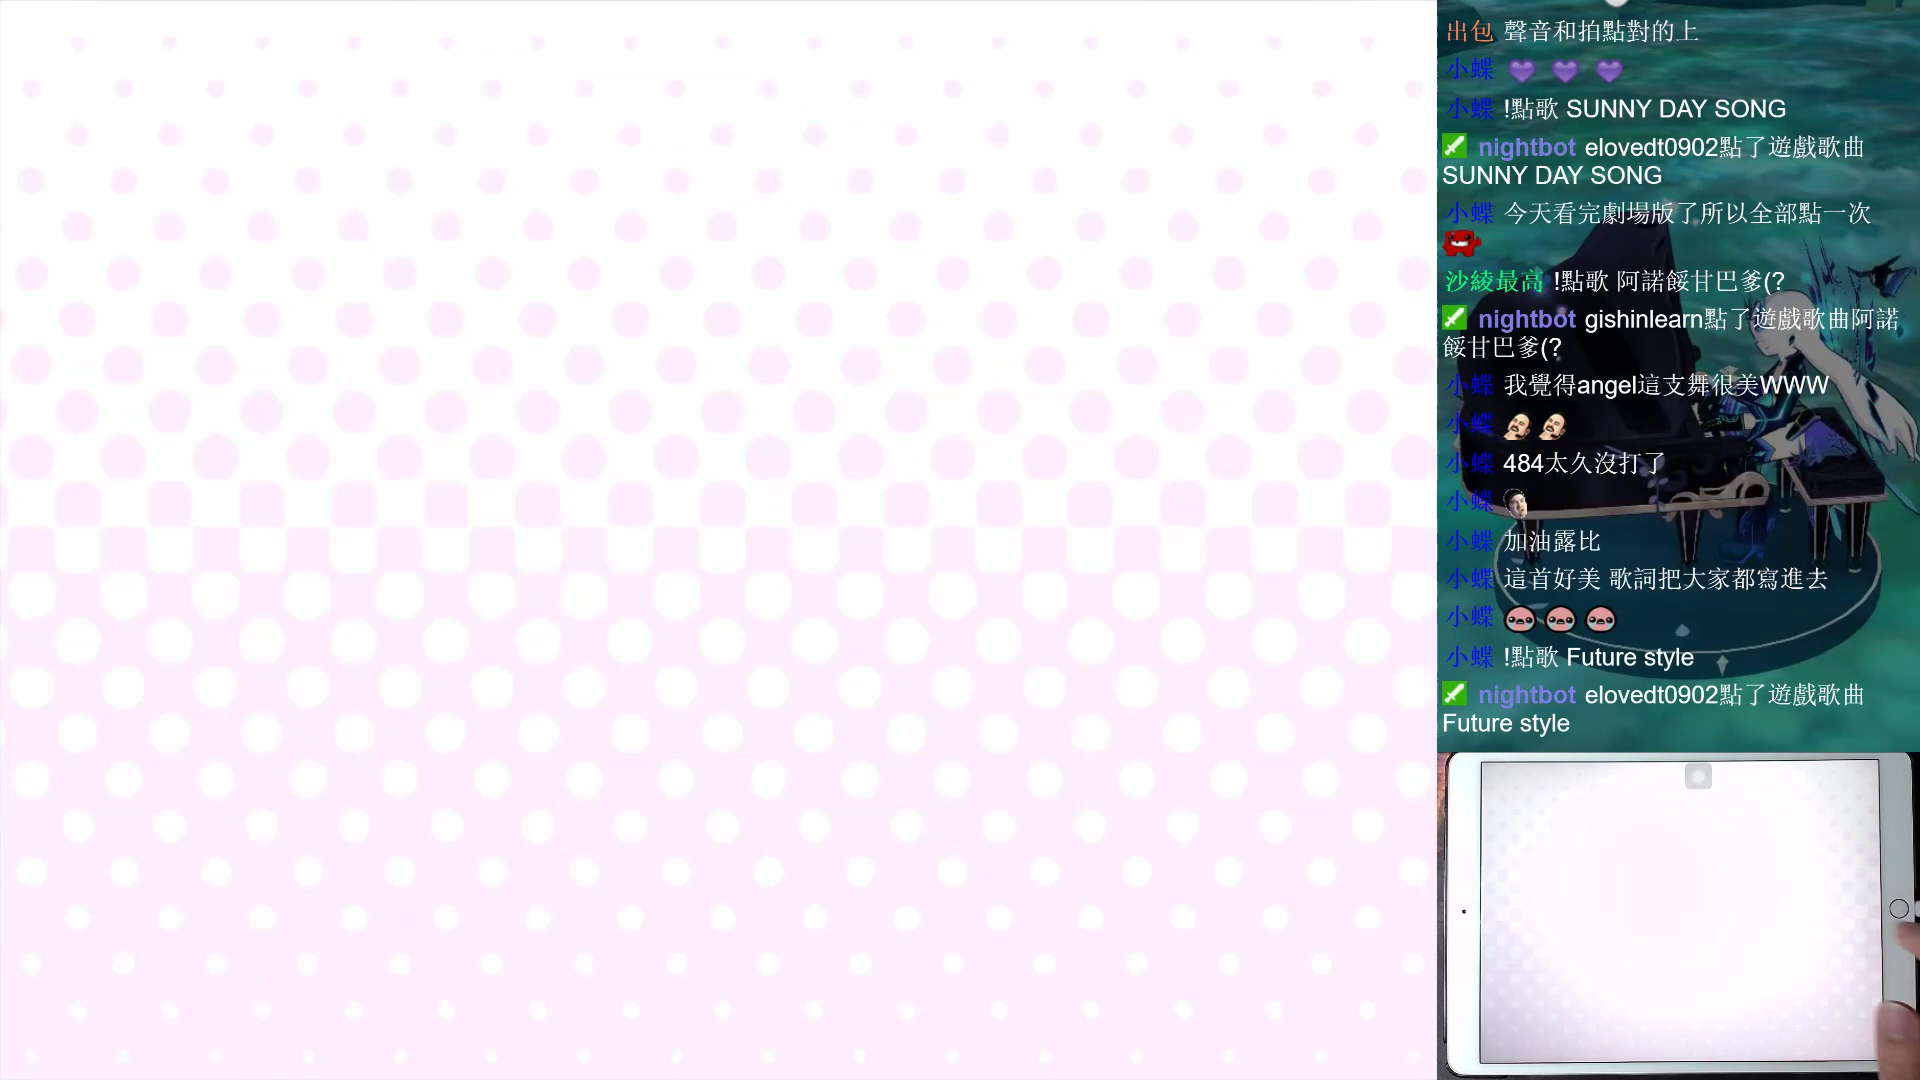 出包 聲音和拍點對的上
小蝶
小蝶 !點歌 SUNNY DAY SONG
nightbot elovedt0902點了遊戲歌曲
SUNNY DAY SONG
小蝶 今天看完劇場版了所以全部點一次
沙綾最高 !點歌 阿諾餒甘巴爹(?
nightbot gishinlearn點了遊戲歌曲阿諾
餒甘巴爹(?
小蝶 我覺得angel這支舞很美WWW
小蝶
小蝶 484太久沒打了
小蝶
小蝶 加油露比
小蝶 這首好美 歌詞把大家都寫進去
小蝶
小蝶 !點歌 Future style
nightbot elovedt0902點了遊戲歌曲
Future style